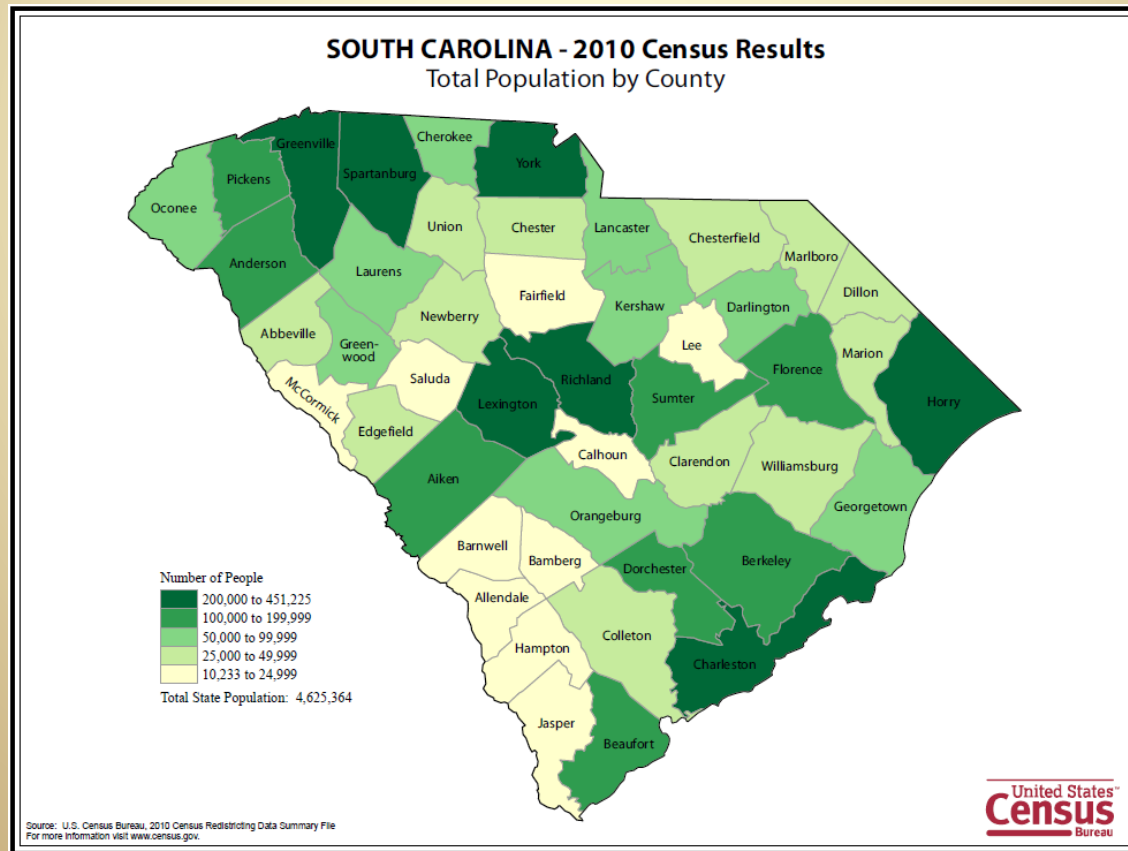 SOUTH CAROLINA - 2010 Census Results
Total Population by County
Greenville
Cherokee
York
Spartanburg
Pickens
Oconee
Union
Chester
Lancaster
Chesterfield
Marlboro
Anderson
Laurens
Dillon
Fairfield
Kershaw
Darlington
Newberry
Abbeville
Green-
wood
Lee
Marion
Florence
Saluda
Richland
McCormick
Lexington
Sumter
Horry
Edgefield
Calhoun
Clarendon
Williamsburg
Aiken
Georgetown
Orangeburg
Barnwell
Bamberg
Berkeley
Dorchester
Allendale
Colleton
Hampton
Charleston
Jasper
Beaufort
Number of People
200,000 to 451,225
100,000 to 199,999
50,000 to 99,999
25,000 to 49,999
10,233 to 24,999
Total State Population: 4,625,364
Source: U.S. Census Bureau, 2010 Census Redistricting Data Summary File
For more information visit www.census.gov.
United States™
Census
Bureau